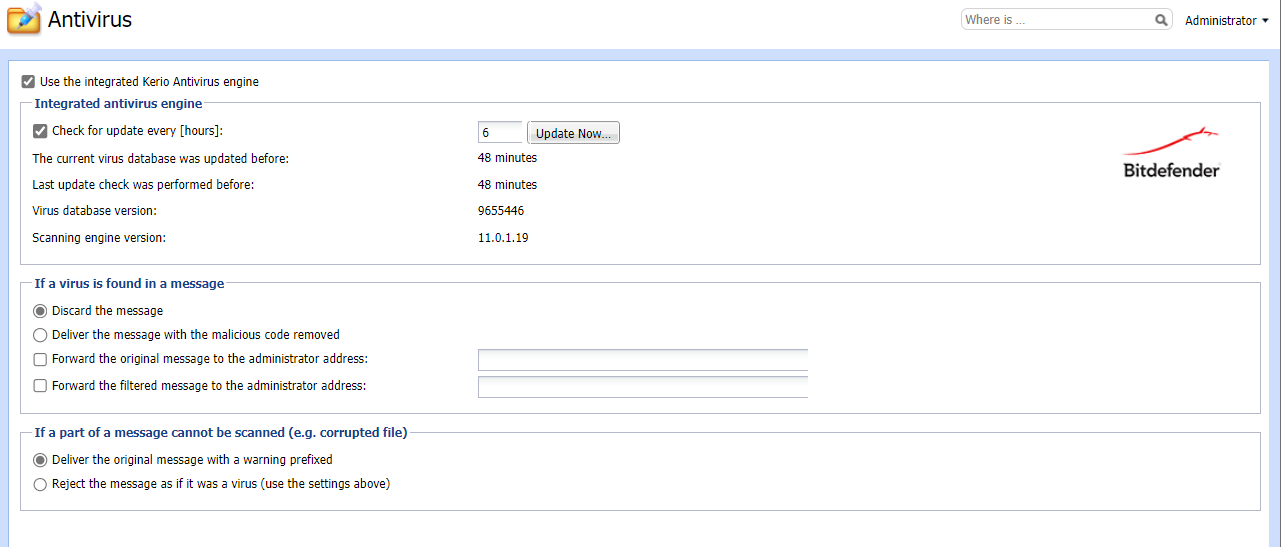 Antivirus
Where is ...
Administrator
Use the integrated Kerio Antivirus engine
Integrated antivirus engine
Check for update every [hours]: 6 Update Now...
The current virus database was updated before: 48 minutes
Last update check was performed before: 48 minutes
Virus database version: 9655446
Scanning engine version: 11.0.1.19
Bitdefender
If a virus is found in a message
Discard the message
Deliver the message with the malicious code removed
Forward the original message to the administrator address:
Forward the filtered message to the administrator address:
If a part of a message cannot be scanned (e.g. corrupted file)
Deliver the original message with a warning prefixed
Reject the message as if it was a virus (use the settings above)